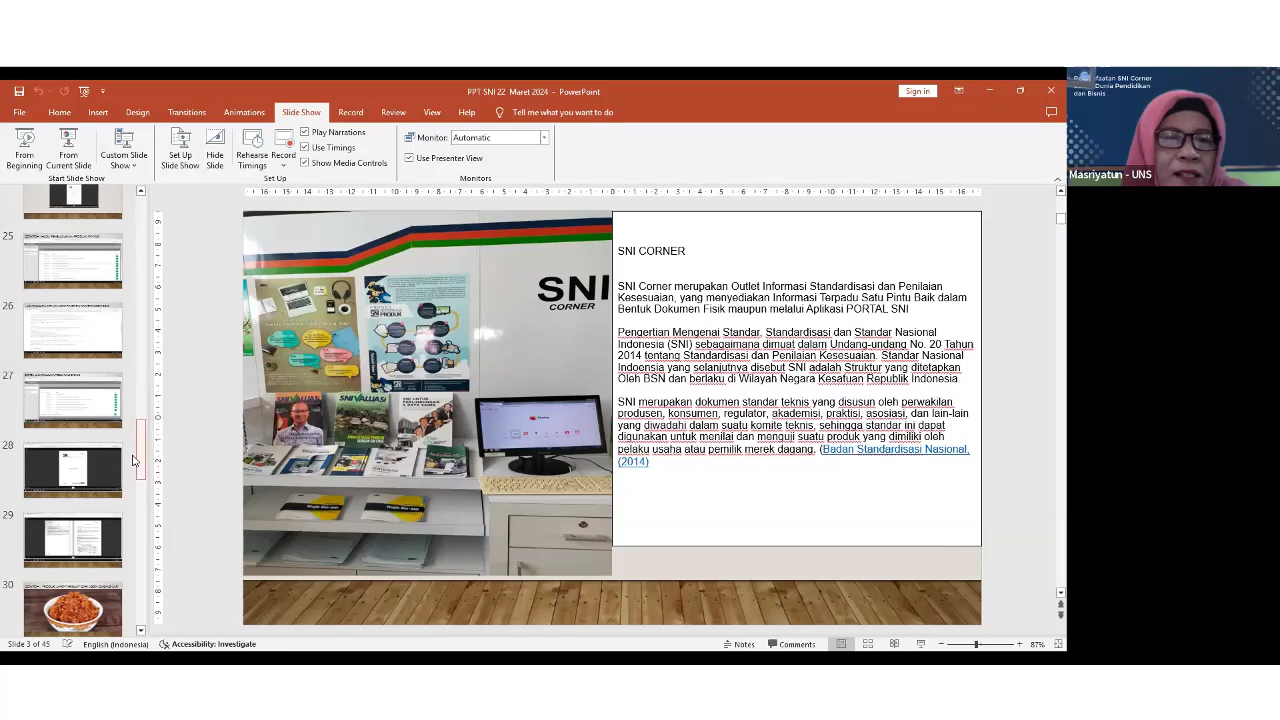 PPT SNI 22 Maret 2024 - PowerPoint
Sign in
File Home Insert Design Transitions Animations Slide Show Record Review View Help Tell me what you want to do
From Beginning
From Current Slide
Custom Slide Show
Start Slide Show
Set Up Slide Show
Hide Slide
Rehearse Timings
Record
Play Narrations
Use Timings
Show Media Controls
Set Up
Monitor: Automatic
Use Presenter View
Monitors
25
26
27
28
29
30
SNI
CORNER
SNIVALUASI
SNIVALUASI
SNI CORNER
SNI Corner merupakan Outlet Informasi Standardisasi dan Penilaian
Kesesuaian, yang menyajikan Informasi Terpadu Satu Pintu Baik dalam
Bentuk Dokumen Fisik maupun melalui Aplikasi PORTAL SNI
Pengertian Mengenai Standar, Standardisasi dan Standar Nasional
Indonesia (SNI) sebagaimana dimuat dalam Undang-undang No. 20 Tahun
2014 tentang Standardisasi dan Penilaian Kesesuaian. Standar Nasional
Indonesia yang selanjutnya disebut SNI adalah Struktur yang ditetapkan
Oleh BSN dan berlaku di Wilayah Negara Kesatuan Republik Indonesia.
SNI merupakan dokumen standar teknis yang disusun oleh perwakilan
produsen, konsumen, regulator, akademisi, praktisi, asosiasi, dan lain-lain
yang diwadahi dalam suatu komite teknis, sehingga standar ini dapat
digunakan untuk menilai dan menguji suatu produk yang dimiliki oleh
pelaku usaha atau pemilik merek dagang. (Badan Standardisasi Nasional,
(2014)
SNI Corner
Dunia Pendidikan
dan Bisnis
Masriyatun - UNS
Slide 3 of 45 English (Indonesia) Accessibility: Investigate Notes Comments 87%